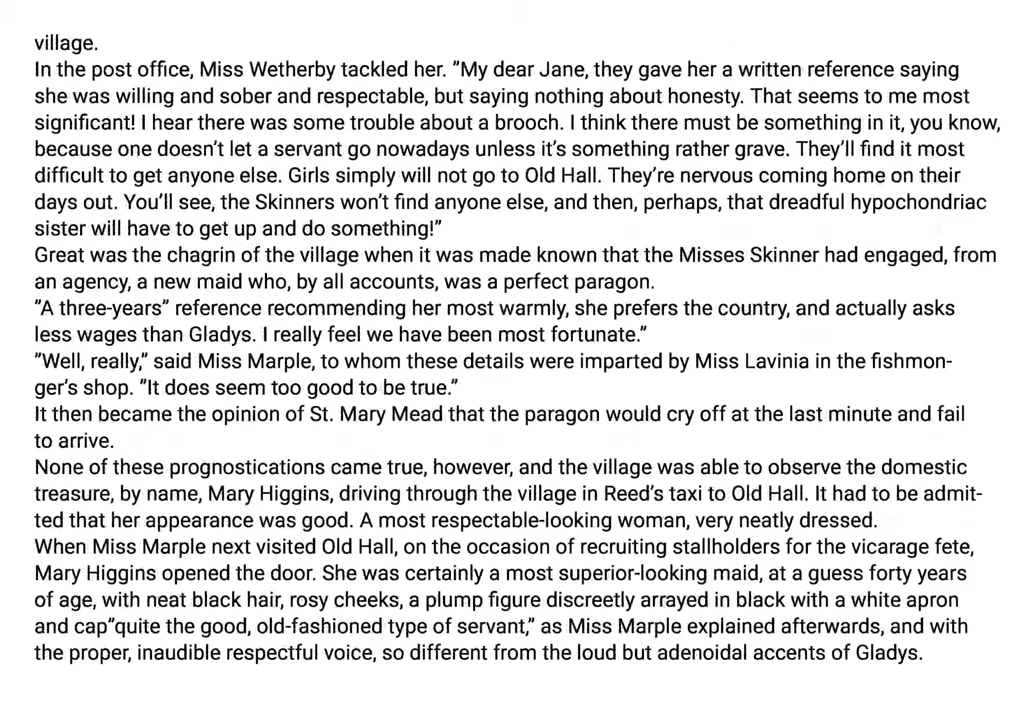 village.
In the post office, Miss Wetherby tackled her. "My dear Jane, they gave her a written reference saying
she was willing and sober and respectable, but saying nothing about honesty. That seems to me most
significant! I hear there was some trouble about a brooch. I think there must be something in it, you know,
because one doesn't let a servant go nowadays unless it's something rather grave. They'll find it most
difficult to get anyone else. Girls simply will not go to Old Hall. They're nervous coming home on their
days out. You'll see, the Skinners won't find anyone else, and then, perhaps, that dreadful hypochondriac
sister will have to get up and do something!"
Great was the chagrin of the village when it was made known that the Misses Skinner had engaged, from
an agency, a new maid who, by all accounts, was a perfect paragon.
"A three-years" reference recommending her most warmly, she prefers the country, and actually asks
less wages than Gladys. I really feel we have been most fortunate."
"Well, really," said Miss Marple, to whom these details were imparted by Miss Lavinia in the fishmon-
ger's shop. "It does seem too good to be true."
It then became the opinion of St. Mary Mead that the paragon would cry off at the last minute and fail
to arrive.
None of these prognostications came true, however, and the village was able to observe the domestic
treasure, by name, Mary Higgins, driving through the village in Reed's taxi to Old Hall. It had to be admit-
ted that her appearance was good. A most respectable-looking woman, very neatly dressed.
When Miss Marple next visited Old Hall, on the occasion of recruiting stallholders for the vicarage fete,
Mary Higgins opened the door. She was certainly a most superior-looking maid, at a guess forty years
of age, with neat black hair, rosy cheeks, a plump figure discreetly arrayed in black with a white apron
and cap"quite the good, old-fashioned type of servant," as Miss Marple explained afterwards, and with
the proper, inaudible respectful voice, so different from the loud but adenoidal accents of Gladys.